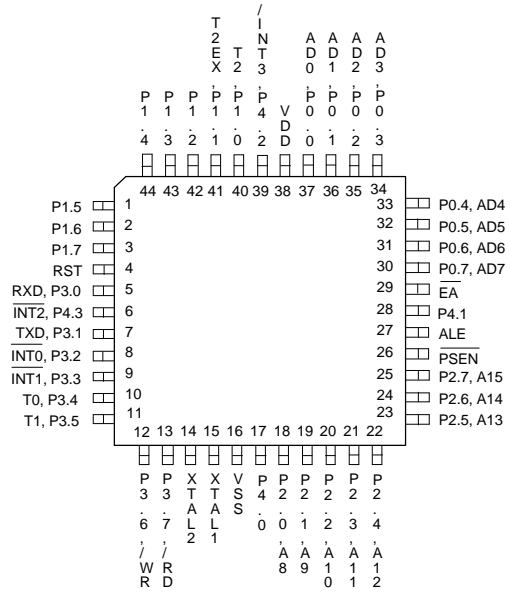 T2EX,P1.1
T2,P1.0
/INT3,P4.2
VDD
AD0,P0.0
AD1,P0.1
AD2,P0.2
AD3,P0.3
P1.4
P1.3
P1.2
44 43 42 41 40 39 38 37 36 35 34
P1.5 1
P1.6 2
P1.7 3
RST 4
RXD, P3.0 5
INT2, P4.3 6
TXD, P3.1 7
INT0, P3.2 8
INT1, P3.3 9
T0, P3.4 10
T1, P3.5 11
33 P0.4, AD4
32 P0.5, AD5
31 P0.6, AD6
30 P0.7, AD7
29 EA
28 P4.1
27 ALE
26 PSEN
25 P2.7, A15
24 P2.6, A14
23 P2.5, A13
12 13 14 15 16 17 18 19 20 21 22
P3.6,/WR
P3.7,/RD
XTAL2
XTAL1
VSS
P4.0
P2.0,A8
P2.1,A9
P2.2,A10
P2.3,A11
P2.4,A12